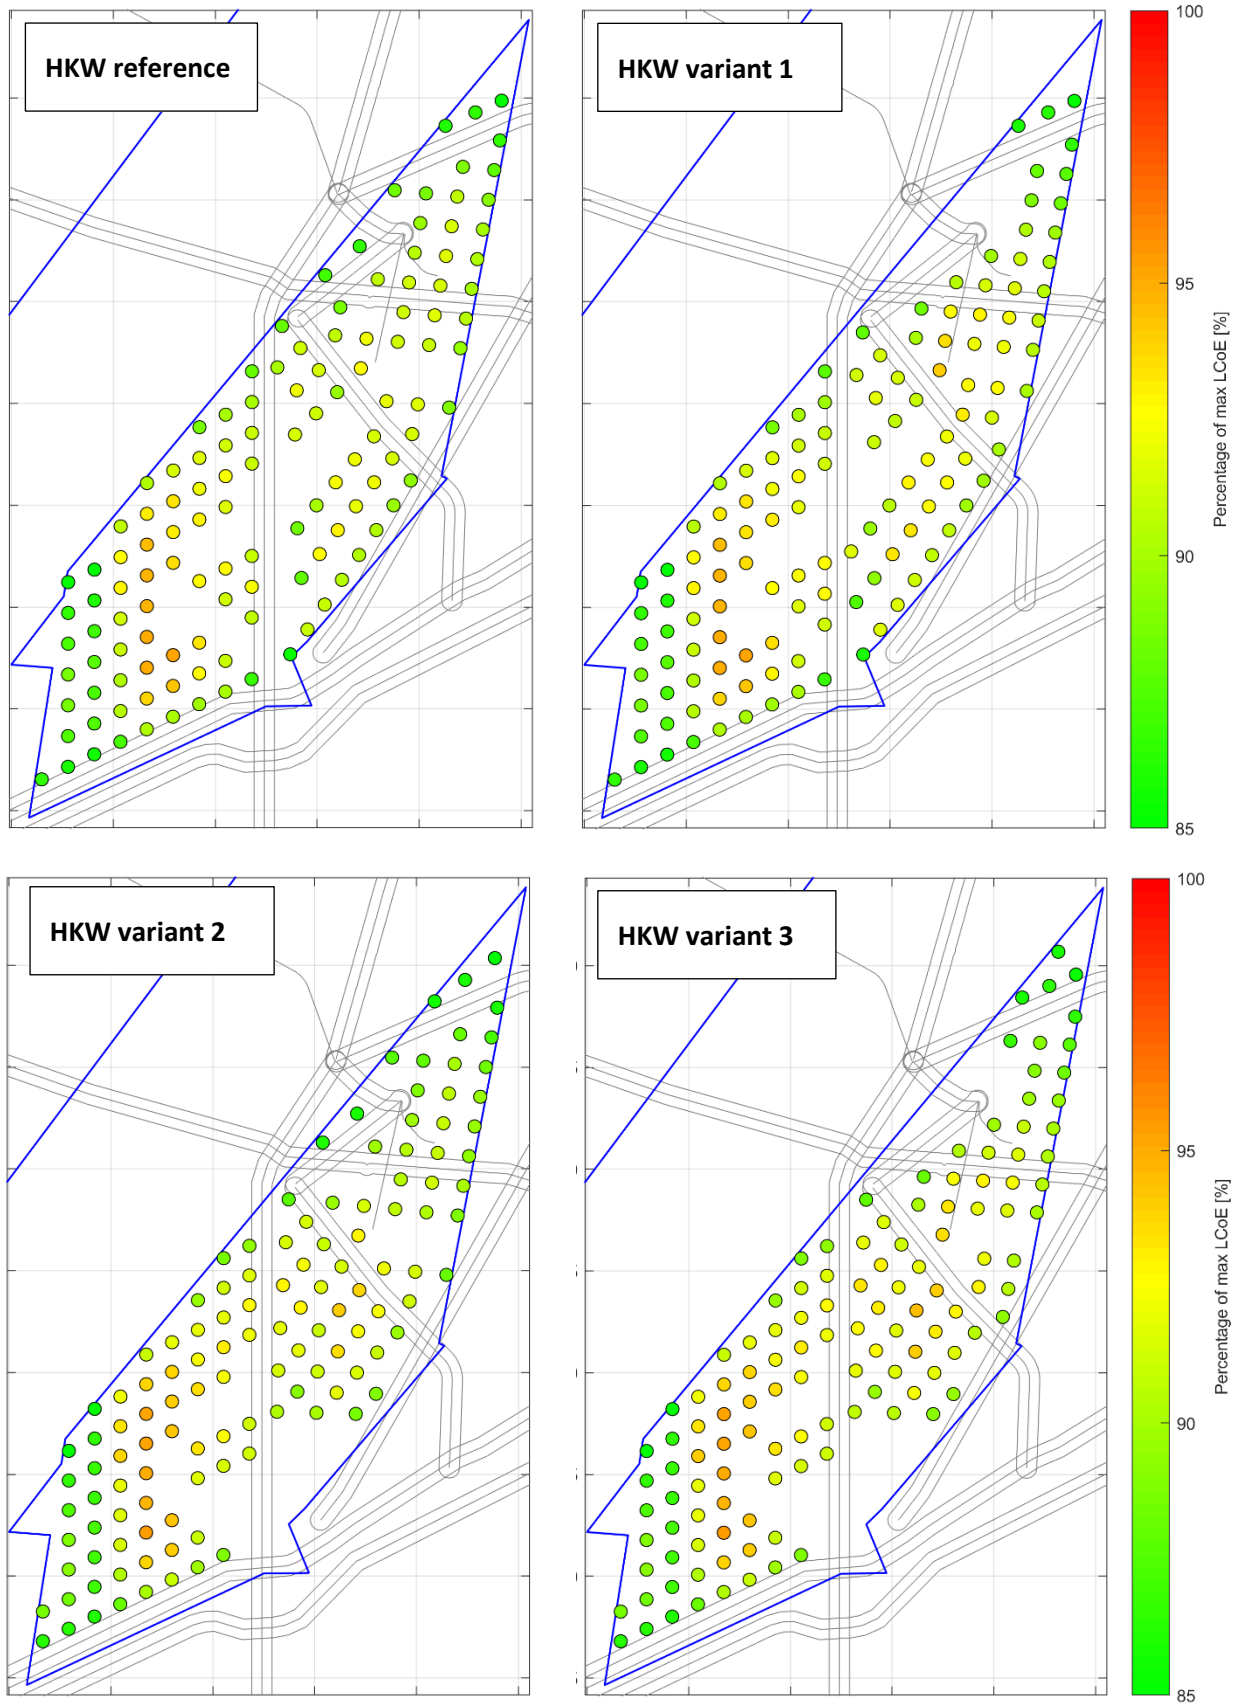 HKW reference
HKW variant 1
100
95
90
85
Percentage of max LCoE [%]
HKW variant 2
HKW variant 3
100
95
90
85
Percentage of max LCoE [%]